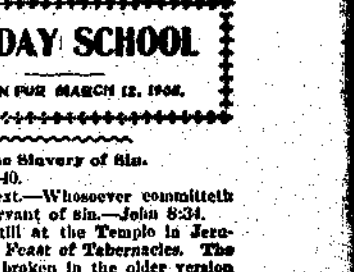 DAY SCHOOL
N FOR MARCH 12,
Slavery of Sin.
40.
ext.—Whosoever committeth
rvant of sin.—John 8:34.
till at the Temple in Jeru-
Feast of Tabernacles. The
broken in the older version